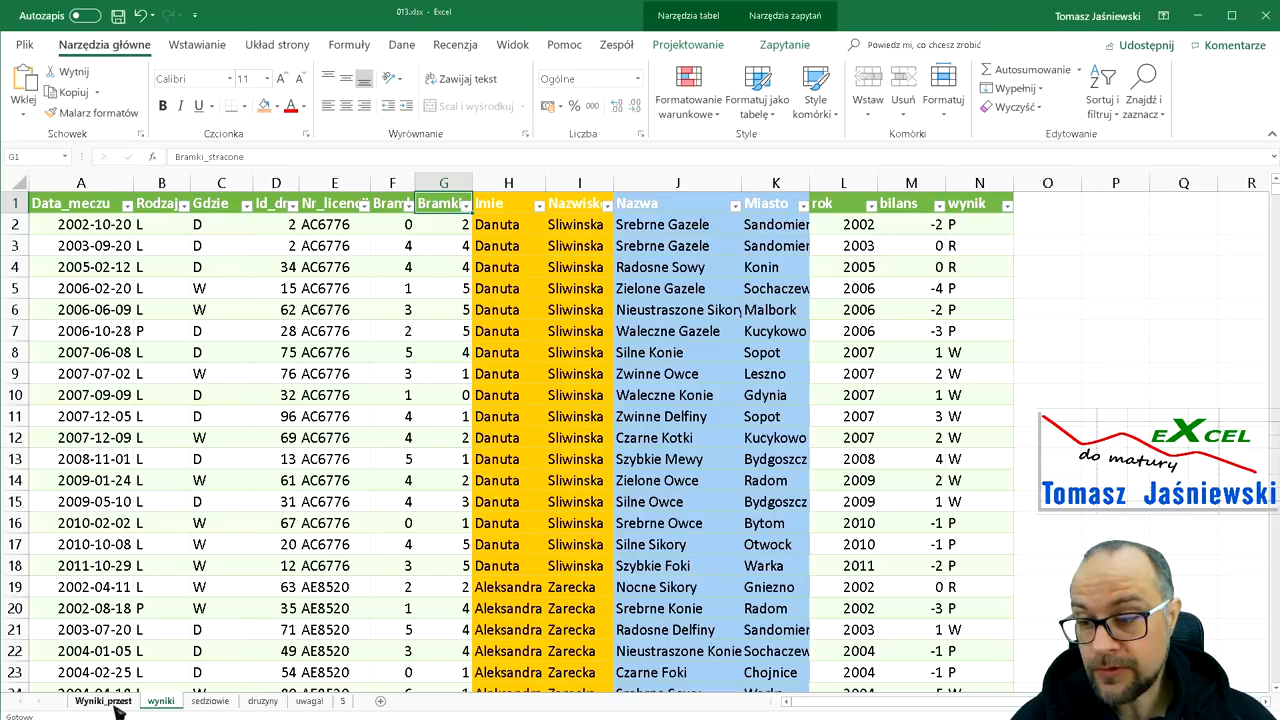 Autozapis 013.xlsx - Excel Narzędzia tabel Narzędzia zapytań Tomasz Jaśniewski
Plik Narzędzia główne Wstawianie Układ strony Formuły Dane Recenzja Widok Pomoc Zespół Projektowanie Zapytanie Powiedz mi, co chcesz zrobić Udostępnij Komentarze
Wklej Wytnij Kopiuj Malarz formatów Calibri 11 Zawijaj tekst Scal i wyśrodkuj Ogólne Formatowanie warunkowe Formatuj jako tabelę Style komórki Wstaw Usuń Formatuj Autosumowanie Wypełnij Wyczyść Sortuj i filtruj Znajdź i zaznacz
Schowek Czcionka Wyrównanie Liczba Style Komórki Edytowanie
G1 Bramki_stracone
A B C D E F G H I J K L M N O P Q R
1 Data_meczu Rodzaj Gdzie Id_dr Nr_licenc Bram Bramki Imie Nazwisk Nazwa Miasto rok bilans wynik
2 2002-10-20 L D 2 AC6776 0 2 Danuta Sliwinska Srebrne Gazele Sandomier 2002 -2 P
3 2003-09-20 L D 2 AC6776 4 4 Danuta Sliwinska Srebrne Gazele Sandomier 2003 0 R
4 2005-02-12 L D 34 AC6776 4 4 Danuta Sliwinska Radosne Sowy Konin 2005 0 R
5 2006-02-20 L W 15 AC6776 1 5 Danuta Sliwinska Zielone Gazele Sochaczew 2006 -4 P
6 2006-06-09 L W 62 AC6776 3 5 Danuta Sliwinska Nieustraszone Sikory Malbork 2006 -2 P
7 2006-10-28 P D 28 AC6776 2 5 Danuta Sliwinska Waleczne Gazele Kucykowo 2006 -3 P
8 2007-06-08 L D 75 AC6776 5 4 Danuta Sliwinska Silne Konie Sopot 2007 1 W
9 2007-07-09 L W 76 AC6776 3 1 Danuta Sliwinska Zwinne Owce Leszno 2007 2 W
10 2007-09-09 L D 32 AC6776 1 0 Danuta Sliwinska Waleczne Konie Gdynia 2007 1 W
11 2007-12-05 L D 96 AC6776 4 1 Danuta Sliwinska Zwinne Delfiny Sopot 2007 3 W
12 2007-12-09 L W 69 AC6776 4 2 Danuta Sliwinska Czarne Kotki Kucykowo 2007 2 W
13 2008-11-01 L D 13 AC6776 5 1 Danuta Sliwinska Szybkie Mewy Bydgoszcz 2008 4 W
14 2009-01-24 L W 61 AC6776 4 2 Danuta Sliwinska Zielone Owce Radom 2009 2 W
15 2009-05-10 L D 31 AC6776 4 3 Danuta Sliwinska Silne Owce Bydgoszcz 2009 1 W
16 2010-02-02 L W 67 AC6776 0 1 Danuta Sliwinska Srebrne Owce Bytom 2010 -1 P
17 2010-10-08 L W 20 AC6776 4 5 Danuta Sliwinska Silne Sikory Otwock 2010 -1 P
18 2011-10-29 L W 12 AC6776 3 5 Danuta Sliwinska Szybkie Foki Warka 2011 -2 P
19 2002-04-11 L W 63 AE8520 2 2 Aleksandra Zarecka Nocne Sikory Gniezno 2002 0 R
20 2002-08-18 P W 35 AE8520 1 4 Aleksandra Zarecka Srebrne Konie Radom 2002 -3 P
21 2003-07-20 L D 71 AE8520 5 4 Aleksandra Zarecka Radosne Delfiny Sandomier 2003 1 W
22 2004-01-05 L D 49 AE8520 3 4 Aleksandra Zarecka Nieustraszone Konie Sochaczew 2004 -1 P
23 2004-02-25 L D 54 AE8520 1 Aleksandra Zarecka Czarne Foki Chojnice 2004 -1 P
EXCEL
do matury
Tomasz Jaśniewski
Wyniki_przest wyniki sedziowie druzyny uwaga! 5
Gotowy